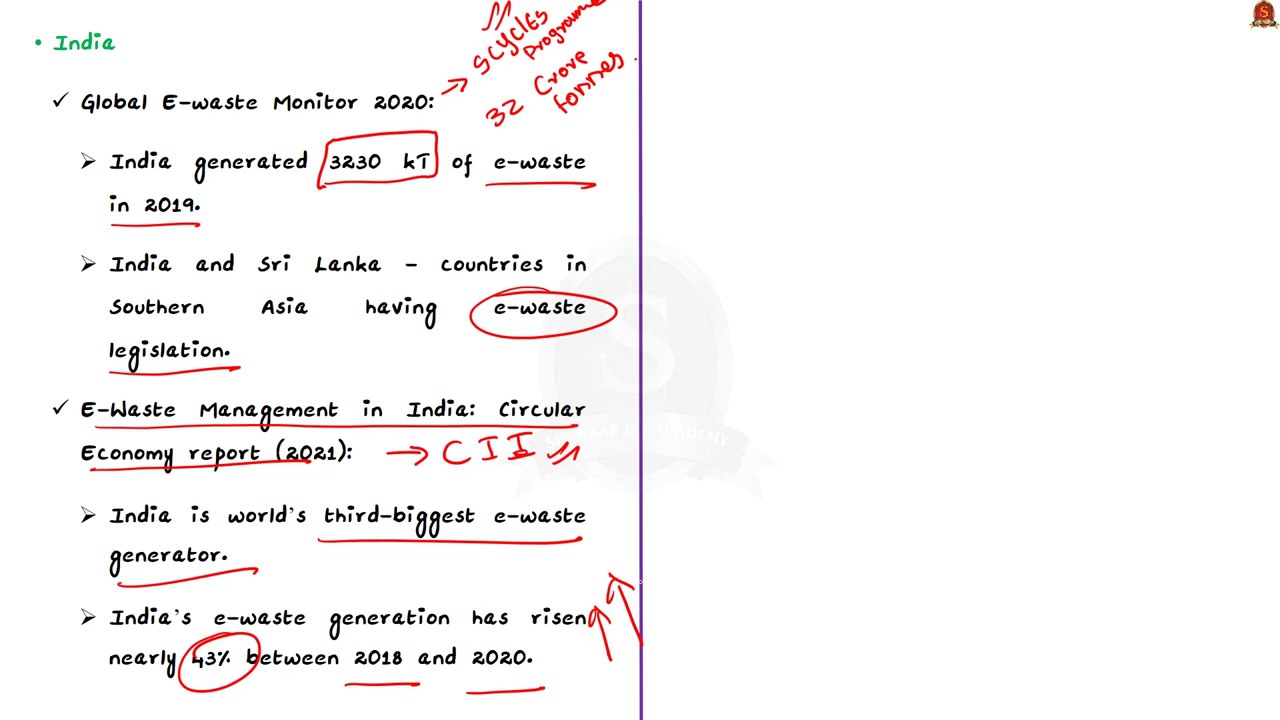 • India
SCYCLES
Programme
✓ Global E-waste Monitor 2020: →
32 Crore
tonnes.
➢ India generated 3230 kT of e-waste
in 2019.
➢ India and Sri Lanka – countries in
Southern Asia having e-waste
legislation.
✓ E-Waste Management in India: Circular
Economy report (2021): → CII
➢ India is world's third-biggest e-waste
generator.
➢ India's e-waste generation has risen
nearly 43% between 2018 and 2020.